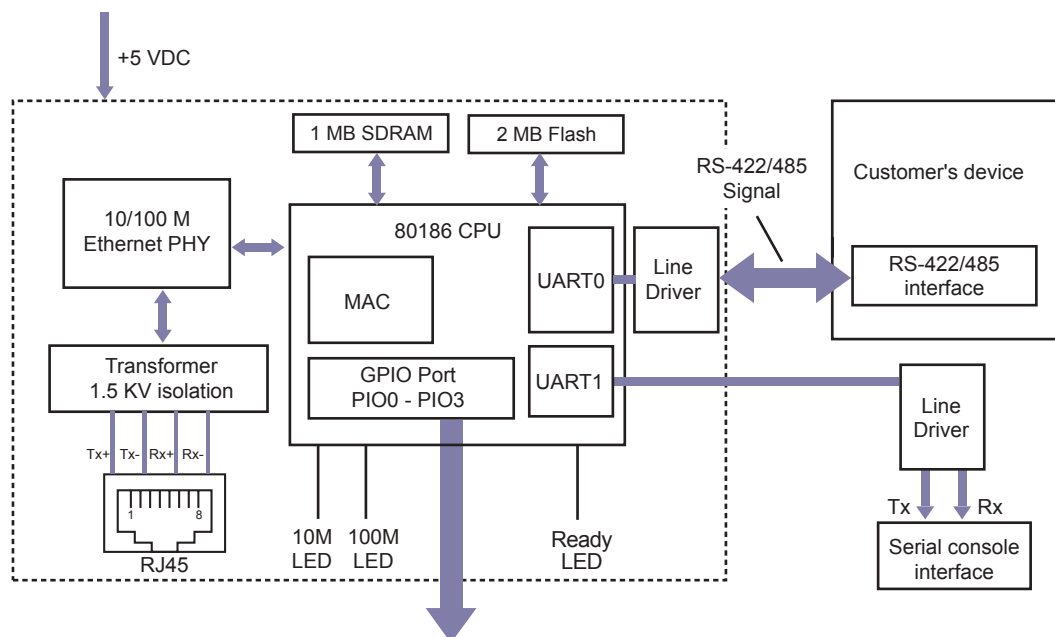 +5 VDC
1 MB SDRAM
2 MB Flash
RS-422/485
Signal
Customer's device
10/100 M
Ethernet PHY
80186 CPU
UART0
Line
Driver
RS-422/485
interface
MAC
Transformer
1.5 KV isolation
GPIO Port
PIO0 - PIO3
UART1
Line
Driver
Tx+ Tx- Rx+ Rx-
1 8
RJ45
10M
LED
100M
LED
Ready
LED
Tx Rx
Serial console
interface